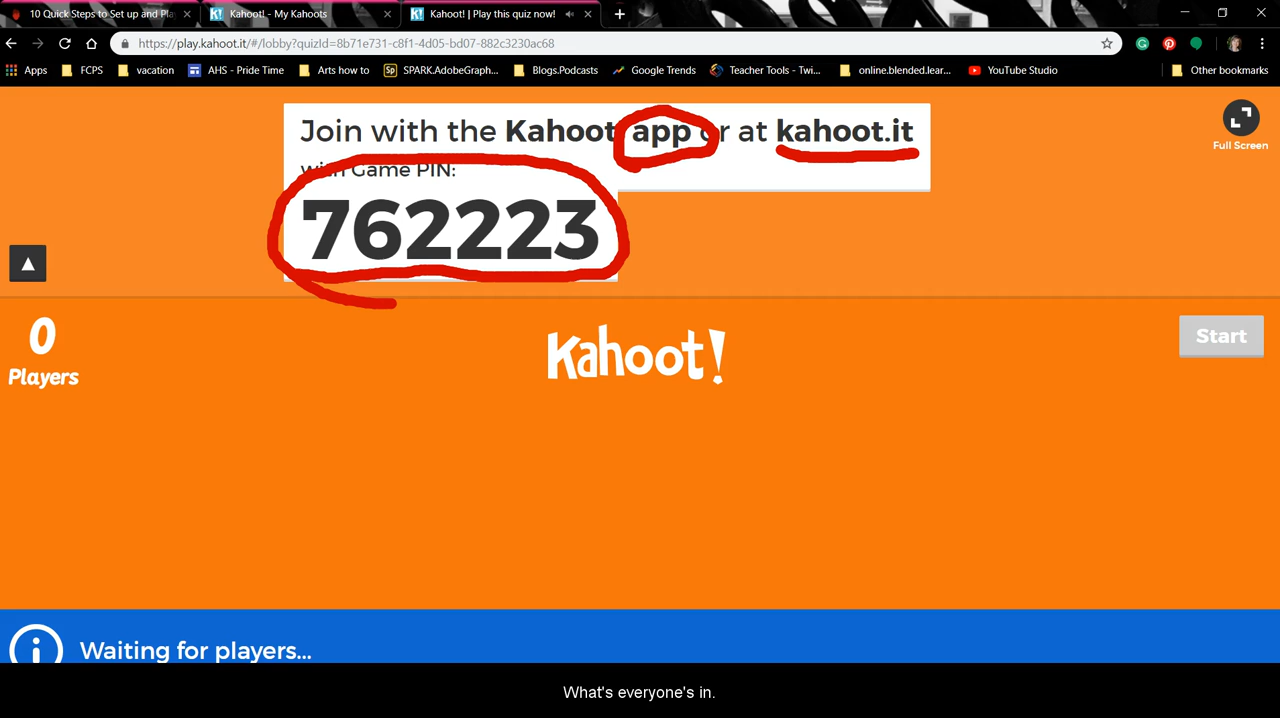 10 Quick Steps to Set up and Pla
Kahoot! - My Kahoots
Kahoot! | Play this quiz now!
https://play.kahoot.it/#/lobby?quizId=8b71e731-c8f1-4d05-bd07-882c3230ac68
Apps FCPS vacation AHS - Pride Time Arts how to Sp SPARK.AdobeGraph... Blogs.Podcasts Google Trends Teacher Tools - Twi... online.blended.lear... YouTube Studio Other bookmarks
Join with the Kahoot! app or at kahoot.it
with Game PIN:
762223
Full Screen
0
Players
Kahoot!
Start
Waiting for players...
What's everyone's in.